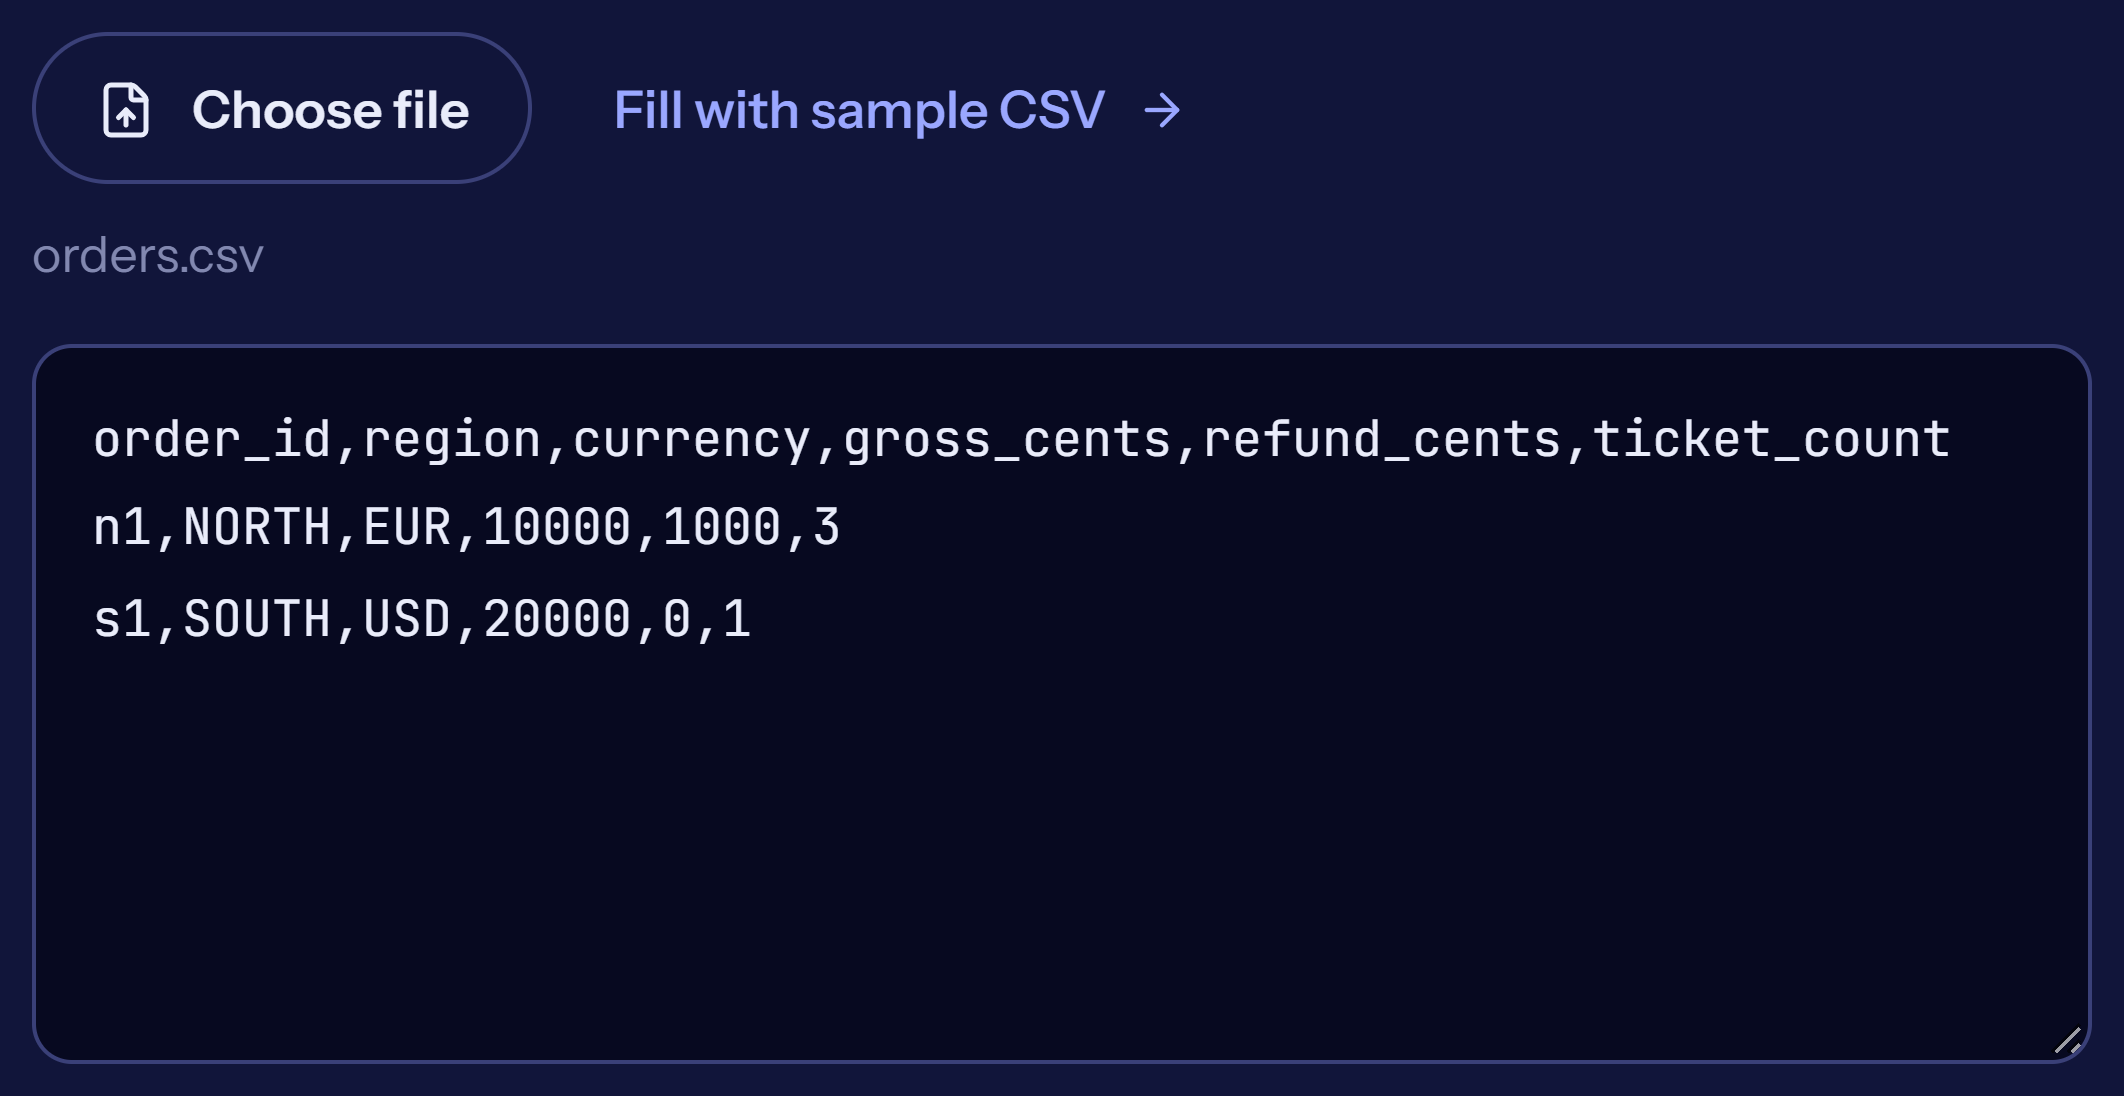 Choose file
Fill with sample CSV →
orders.csv
order_id,region,currency,gross_cents,refund_cents,ticket_count
n1,NORTH,EUR,10000,1000,3
s1,SOUTH,USD,20000,0,1